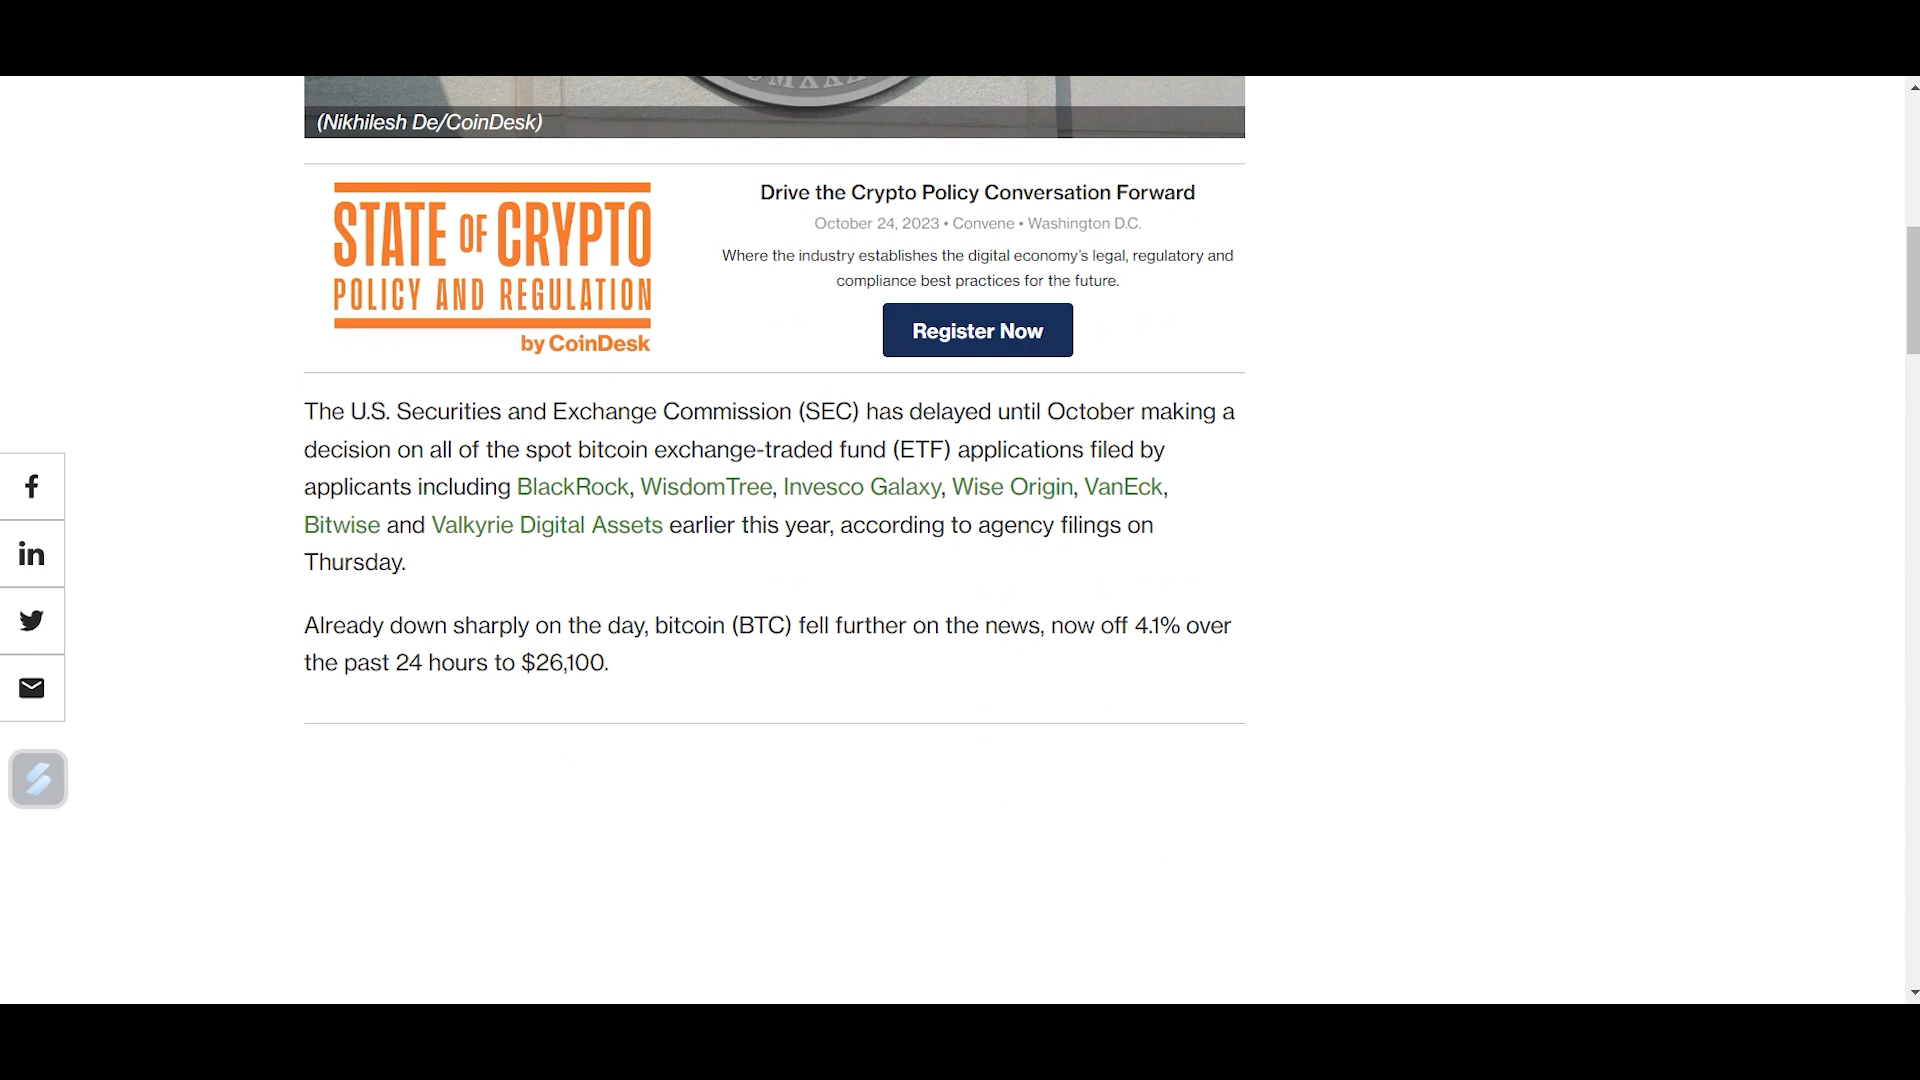 (Nikhilesh De/CoinDesk)
STATE OF CRYPTO
POLICY AND REGULATION
by CoinDesk
Drive the Crypto Policy Conversation Forward
October 24, 2023 • Convene • Washington D.C.
Where the industry establishes the digital economy's legal, regulatory and
compliance best practices for the future.
Register Now
The U.S. Securities and Exchange Commission (SEC) has delayed until October making a
decision on all of the spot bitcoin exchange-traded fund (ETF) applications filed by
applicants including BlackRock, WisdomTree, Invesco Galaxy, Wise Origin, VanEck,
Bitwise and Valkyrie Digital Assets earlier this year, according to agency filings on
Thursday.
Already down sharply on the day, bitcoin (BTC) fell further on the news, now off 4.1% over
the past 24 hours to $26,100.